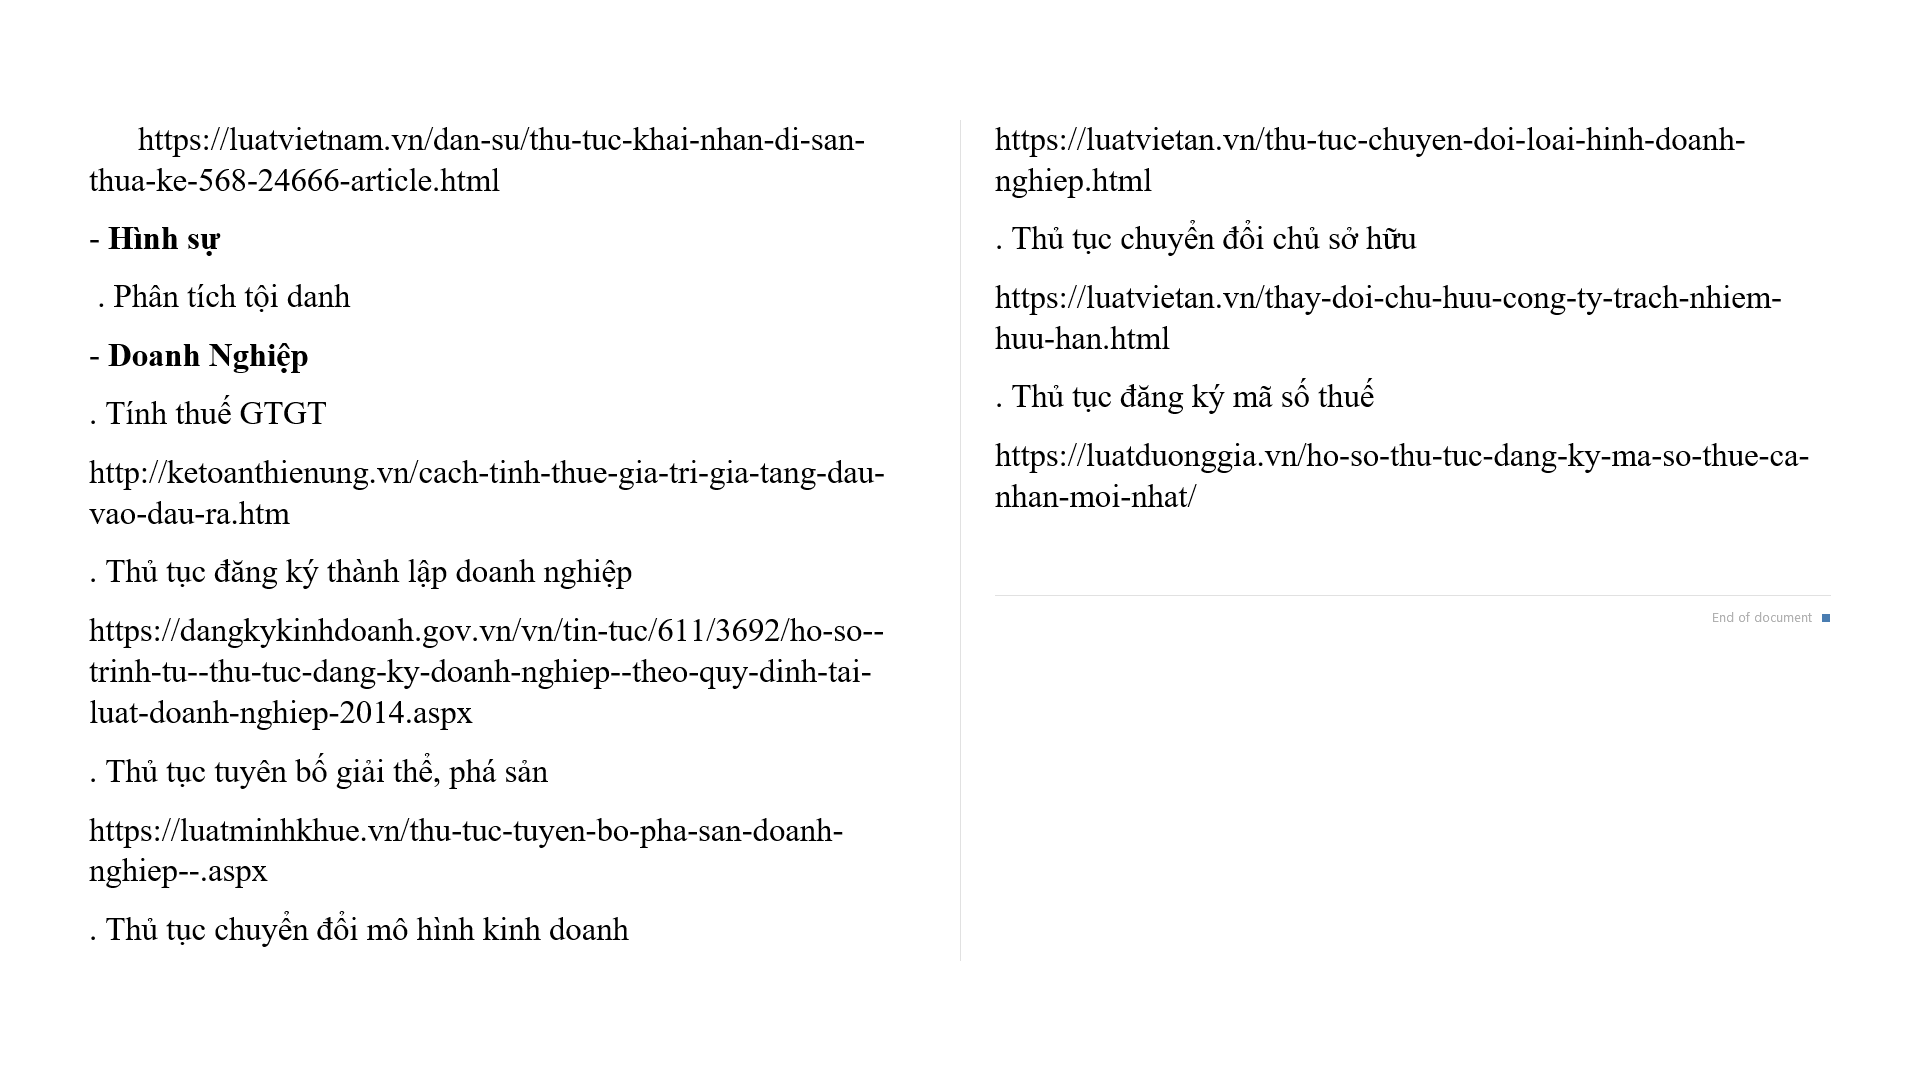 https://luatvietnam.vn/dan-su/thu-tuc-khai-nhan-di-san-
thua-ke-568-24666-article.html
- Hình sự
. Phân tích tội danh
- Doanh Nghiệp
. Tính thuế GTGT
http://ketoanthienung.vn/cach-tinh-thue-gia-tri-gia-tang-dau-
vao-dau-ra.htm
. Thủ tục đăng ký thành lập doanh nghiệp
https://dangkykinhdoanh.gov.vn/vn/tin-tuc/611/3692/ho-so--
trinh-tu--thu-tuc-dang-ky-doanh-nghiep--theo-quy-dinh-tai-
luat-doanh-nghiep-2014.aspx
. Thủ tục tuyên bố giải thể, phá sản
https://luatminhkhue.vn/thu-tuc-tuyen-bo-pha-san-doanh-
nghiep--.aspx
. Thủ tục chuyển đổi mô hình kinh doanh
https://luatvietan.vn/thu-tuc-chuyen-doi-loai-hinh-doanh-
nghiep.html
. Thủ tục chuyển đổi chủ sở hữu
https://luatvietan.vn/thay-doi-chu-huu-cong-ty-trach-nhiem-
huu-han.html
. Thủ tục đăng ký mã số thuế
https://luatduonggia.vn/ho-so-thu-tuc-dang-ky-ma-so-thue-ca-
nhan-moi-nhat/
End of document